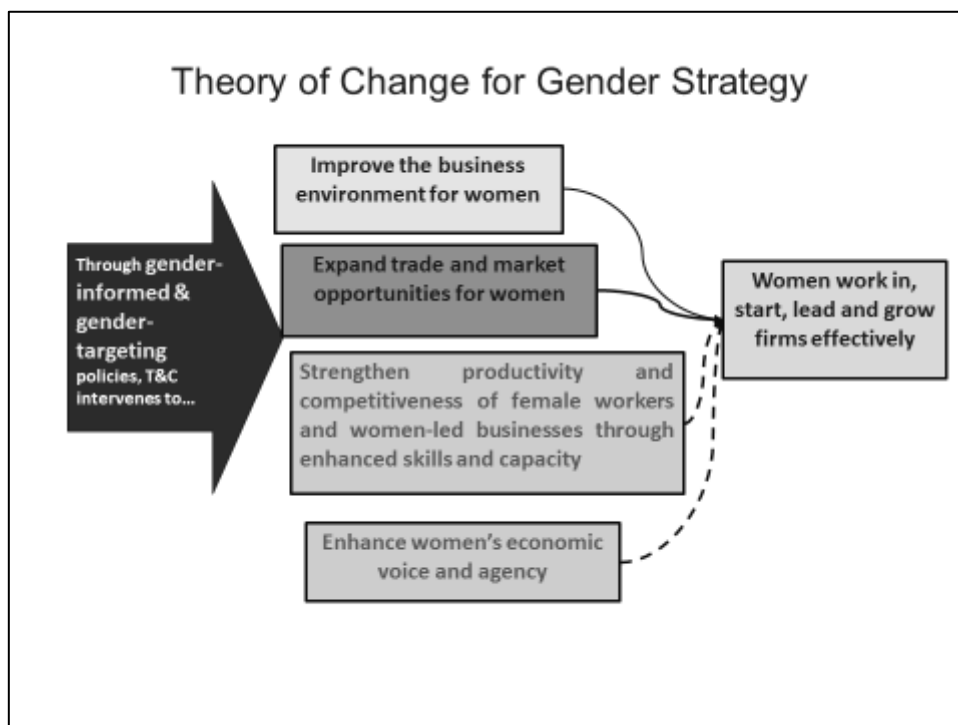 Theory of Change for Gender Strategy
Improve the business
environment for women
Through gender-
informed &
gender-
targeting
policies, T&C
intervenes to...
Expand trade and market
opportunities for women
Strengthen productivity and
competitiveness of female workers
and women-led businesses through
enhanced skills and capacity
Enhance women's economic
voice and agency
Women work in,
start, lead and grow
firms effectively